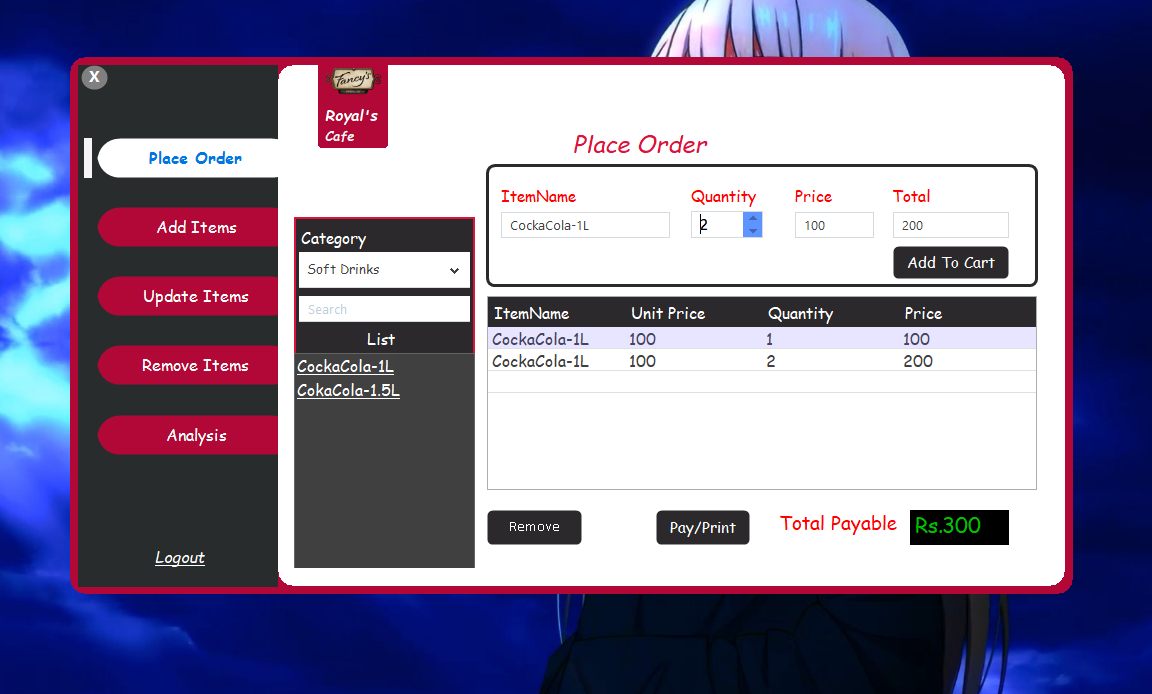 X
Fancy's
Royal's
Cafe
Place Order
Add Items
Update Items
Remove Items
Analysis
Logout
Category
Soft Drinks
Search
List
CockaCola-1L
CokaCola-1.5L
Place Order
ItemName Quantity Price Total
CockaCola-1L 2 100 200
Add To Cart
ItemName Unit Price Quantity Price
CockaCola-1L 100 1 100
CockaCola-1L 100 2 200
Remove Pay/Print Total Payable Rs.300